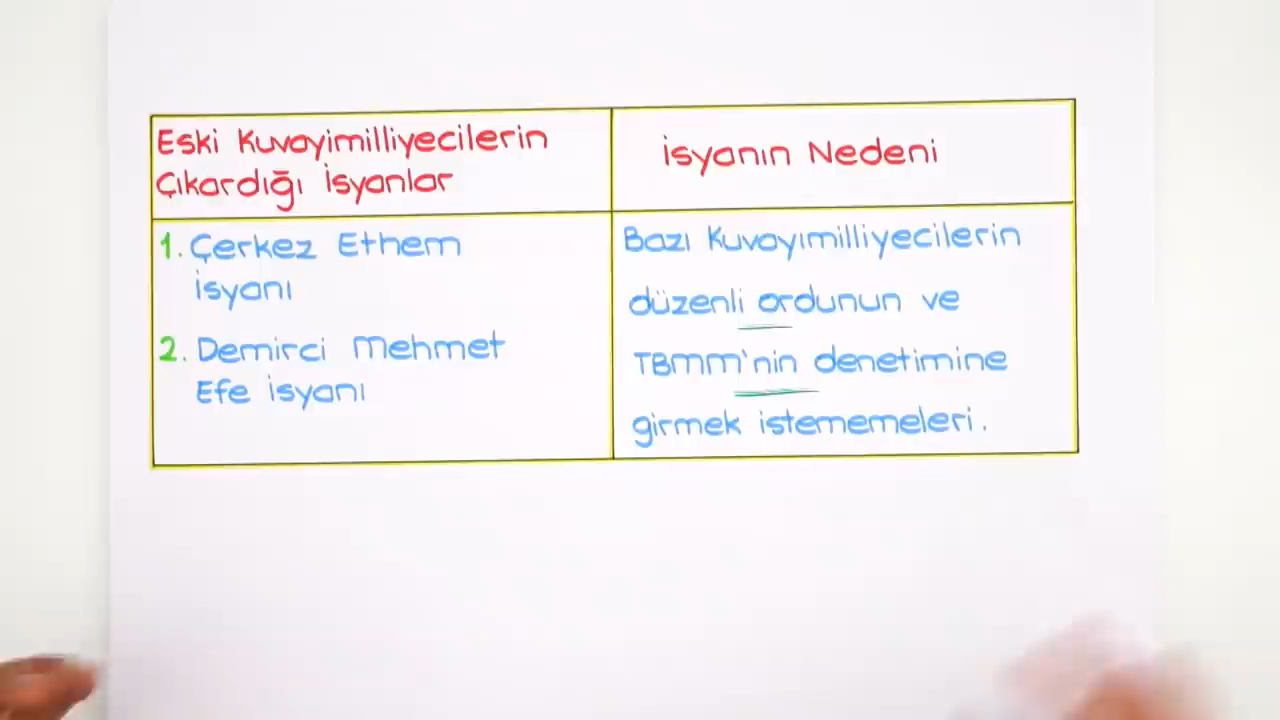 Eski Kuvayimilliyecilerin
Çıkardığı İsyanlar
İsyanın Nedeni
1. Çerkez Ethem
İsyanı
2. Demirci Mehmet
Efe İsyanı
Bazı Kuvayımilliyecilerin
düzenli ordunun ve
TBMM'nin denetimine
girmek istememeleri.